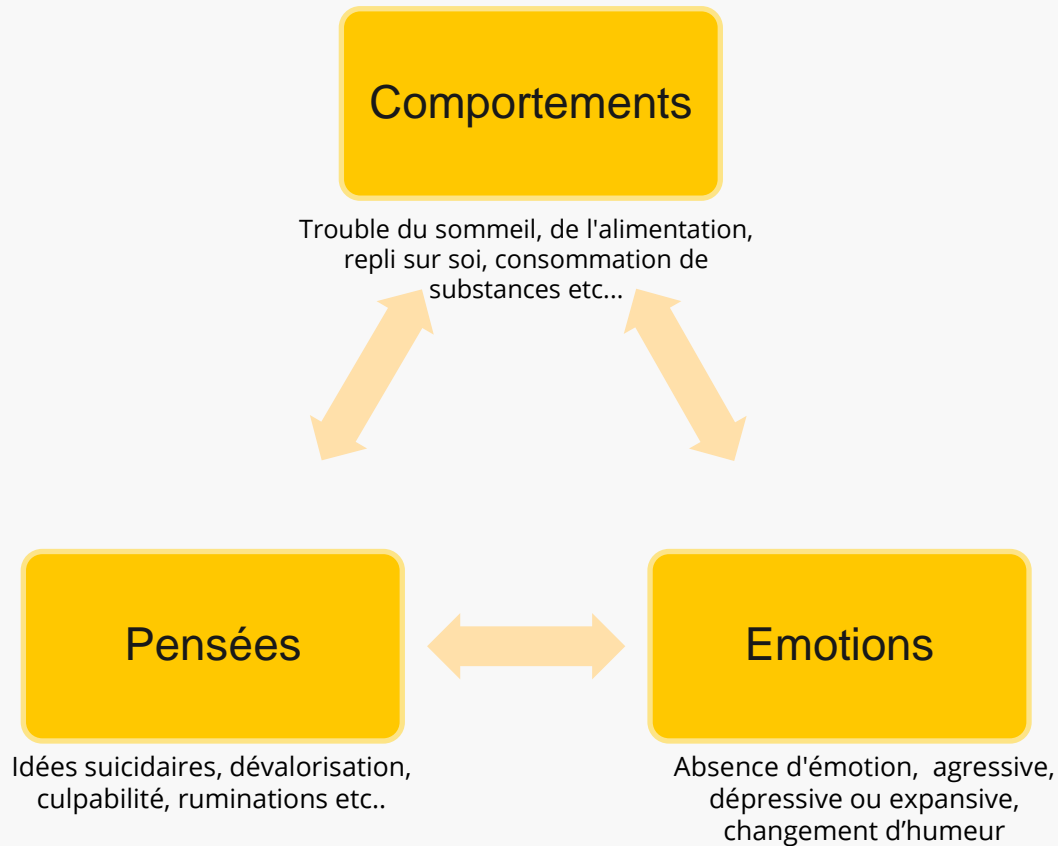 Comportements
Trouble du sommeil, de l'alimentation,
repli sur soi, consommation de
substances etc...
Pensées
Idées suicidaires, dévalorisation,
culpabilité, ruminations etc..
Emotions
Absence d'émotion,  agressive,
dépressive ou expansive,
changement d’humeur